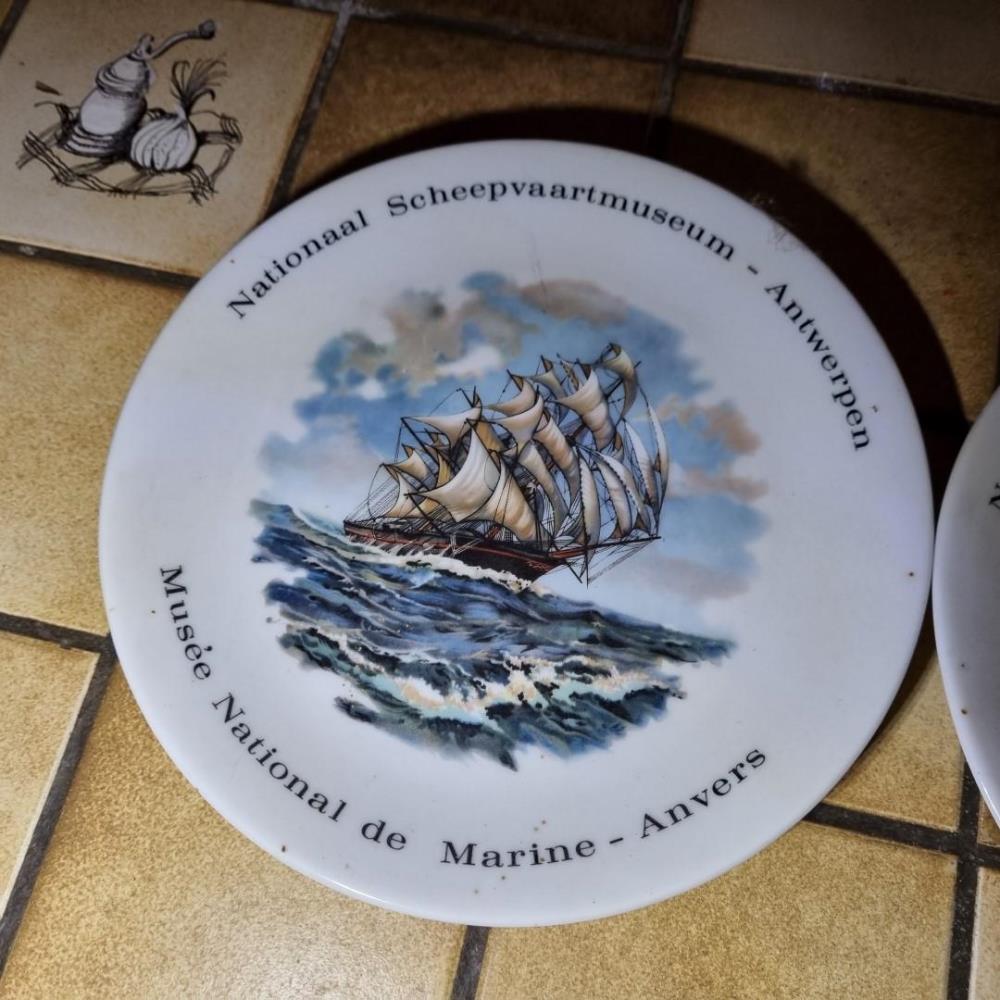 Nationaal Scheepvaartmuseum - Antwerpen
Musée National de Marine - Anvers